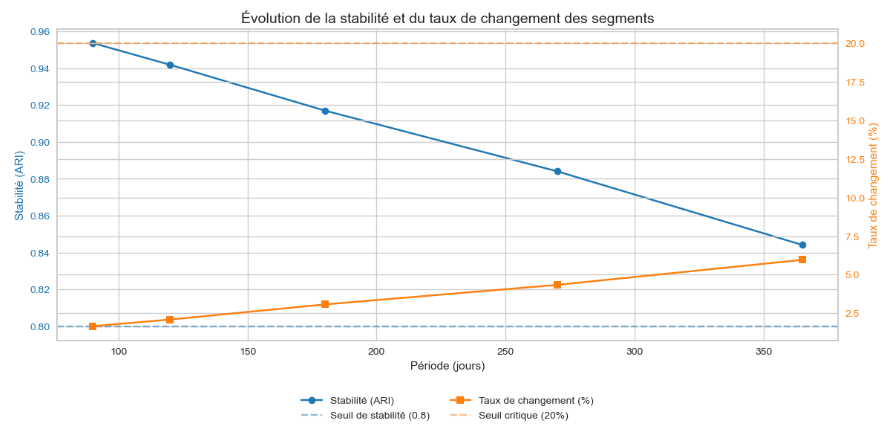 Évolution de la stabilité et du taux de changement des segments
0.96
0.94
0.92
0.90
0.88
0.86
0.84
0.82
0.80
Stabilité (ARI)
20.0
17.5
15.0
12.5
10.0
7.5
5.0
2.5
Taux de changement (%)
100 150 200 250 300 350
Période (jours)
Stabilité (ARI) Taux de changement (%)
Seuil de stabilité (0.8) Seuil critique (20%)